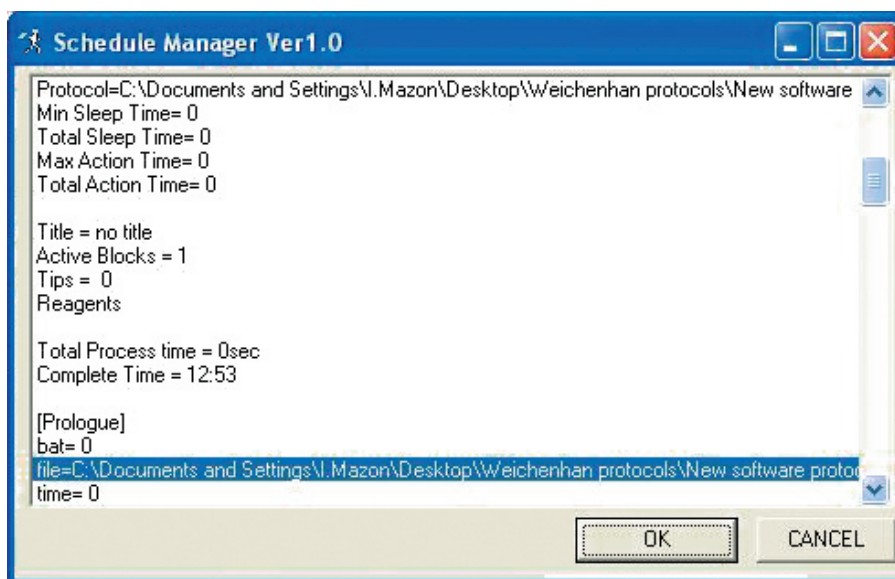 Schedule Manager Ver1.0
Protocol=C:\Documents and Settings\I.Mazon\Desktop\Weichenhan protocols\New software
Min Sleep Time= 0
Total Sleep Time= 0
Max Action Time= 0
Total Action Time= 0
Title = no title
Active Blocks = 1
Tips = 0
Reagents
Total Process time = 0sec
Complete Time = 12:53
[Prologue]
bat= 0
file=C:\Documents and Settings\I.Mazon\Desktop\Weichenhan protocols\New software protoc
time= 0
OK CANCEL